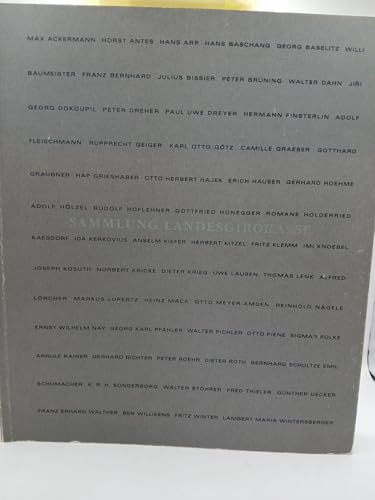 MAX ACKERMANN HORST ANTES HANS ARP HANS BASCHANG GEORG BASELITZ WILLI
BAUMEISTER FRANZ BERNHARD JULIUS BISSIER PETER BRÜNING WALTER DAHN JIŘI
GEORG DOKOUPIL PETER DREHER PAUL UWE DREYER HERMANN FINSTERLIN ADOLF
FLEISCHMANN RUPPRECHT GEIGER KARL OTTO GÖTZ CAMILLE GRAESER GOTTHARD
GRAUBNER HAP GRIESHABER OTTO HERBERT HAJEK ERICH HAUSER GERHARD HOEHME
ADOLF HÖLZEL RUDOLF HOFLEHNER GOTTFRIED HONEGGER ROMANE HOLDERRIED
SAMMLUNG LANDESGIROKASSE
KAESDORF IDA KERKOVIUS ANSELM KIEFER HERBERT KITZEL FRITZ KLEMM IMI KNOEBEL
JOSEPH KOSUTH NORBERT KRICKE DIETER KRIEG UWE LAUSEN THOMAS LENK ALFRED
LÖRCHER MARKUS LÜPERTZ HEINZ MACK OTTO MEYER-AMDEN REINHOLD NÄGELE
ERNST WILHELM NAY GEORG KARL PFAHLER WALTER PICHLER OTTO PIENE SIGMAR POLKE
ARNULF RAINER GERHARD RICHTER PETER ROEHR DIETER ROTH BERNHARD SCHULTZE EMIL
SCHUMACHER K. R. H. SONDERBORG WALTER STÖHRER FRED THIELER GÜNTHER UECKER
FRANZ ERHARD WALTHER BEN WILLIKENS FRITZ WINTER LAMBERT MARIA WINTERSBERGER